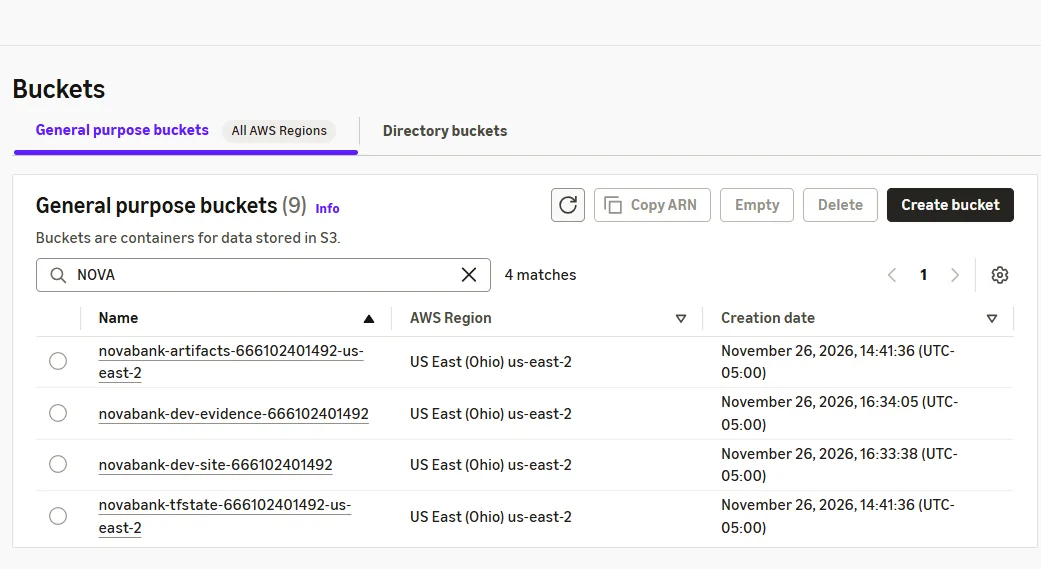 Buckets
General purpose buckets All AWS Regions Directory buckets
General purpose buckets (9) Info
Copy ARN Empty Delete Create bucket
Buckets are containers for data stored in S3.
NOVA 4 matches 1
Name AWS Region Creation date
novabank-artifacts-666102401492-us-
east-2
US East (Ohio) us-east-2
November 26, 2026, 14:41:36 (UTC-
05:00)
novabank-dev-evidence-666102401492
US East (Ohio) us-east-2
November 26, 2026, 16:34:05 (UTC-
05:00)
novabank-dev-site-666102401492
US East (Ohio) us-east-2
November 26, 2026, 16:33:38 (UTC-
05:00)
novabank-tfstate-666102401492-us-
east-2
US East (Ohio) us-east-2
November 26, 2026, 14:41:36 (UTC-
05:00)